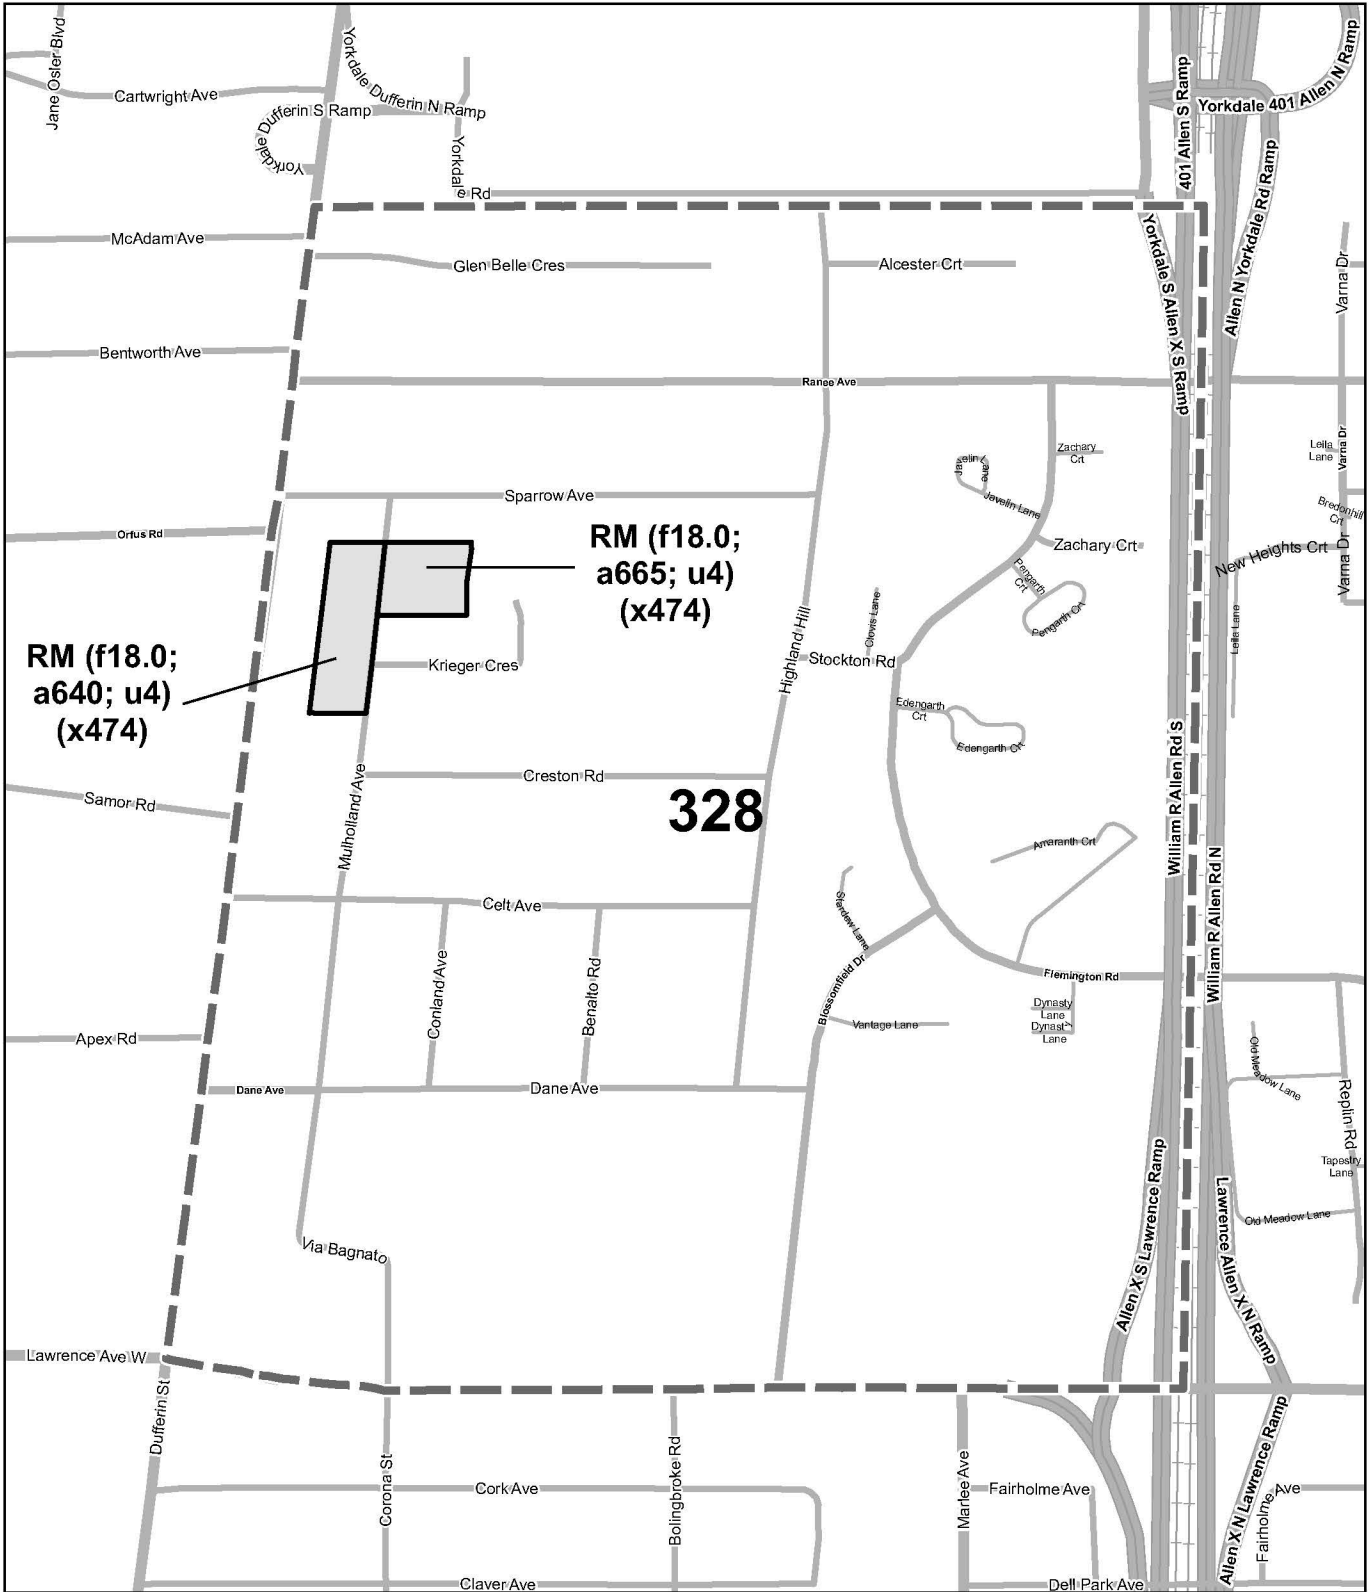 Jane Osler Blvd
Cartwright Ave
Yorkdale Dufferin N Ramp
Yorkdale Dufferin S Ramp
Yorkdale Rd
401 Allen S Ramp
Yorkdale 401 Allen N Ramp
McAdam Ave
Glen Belle Cres
Alcester Crt
Yorkdale S Allen X S Ramp
Allen N Yorkdale Rd Ramp
Varna Dr
Bentworth Ave
Ranee Ave
Zachary
Crt
Leila
Lane
Varna Dr
Javelin Lane
Javelin Lane
Sparrow Ave
Bredonhill
Crt
Orfus Rd
RM (f18.0;
a665; u4)
(x474)
Zachary Crt
New Heights Crt
Varna Dr
Pengarth
Crt
Pengarth Crt
Clovis Lane
Leila Lane
Highland Hill
RM (f18.0;
a640; u4)
(x474)
Krieger Cres
Stockton Rd
Edengarth
Crt
Edengarth Crt
William R Allen Rd S
Creston Rd
328
Samor Rd
Mulholland Ave
Amaranth Crt
William R Allen Rd N
Celt Ave
Stardew Lane
Conland Ave
Benalto Rd
Blossomfield Dr
Flemington Rd
Dynasty
Lane
Dynasty
Lane
Vantage Lane
Apex Rd
Old Meadow Lane
Dane Ave
Dane Ave
Replin Rd
Tapestry
Lane
Allen X S Lawrence Ramp
Lawrence Allen X N Ramp
Old Meadow Lane
Via Bagnato
Lawrence Ave W
Dufferin St
Corona St
Bolingbroke Rd
Marlee Ave
Cork Ave
Fairholme Ave
Allen X N Lawrence Ramp
Fairholme Ave
Claver Ave
Dell Park Ave